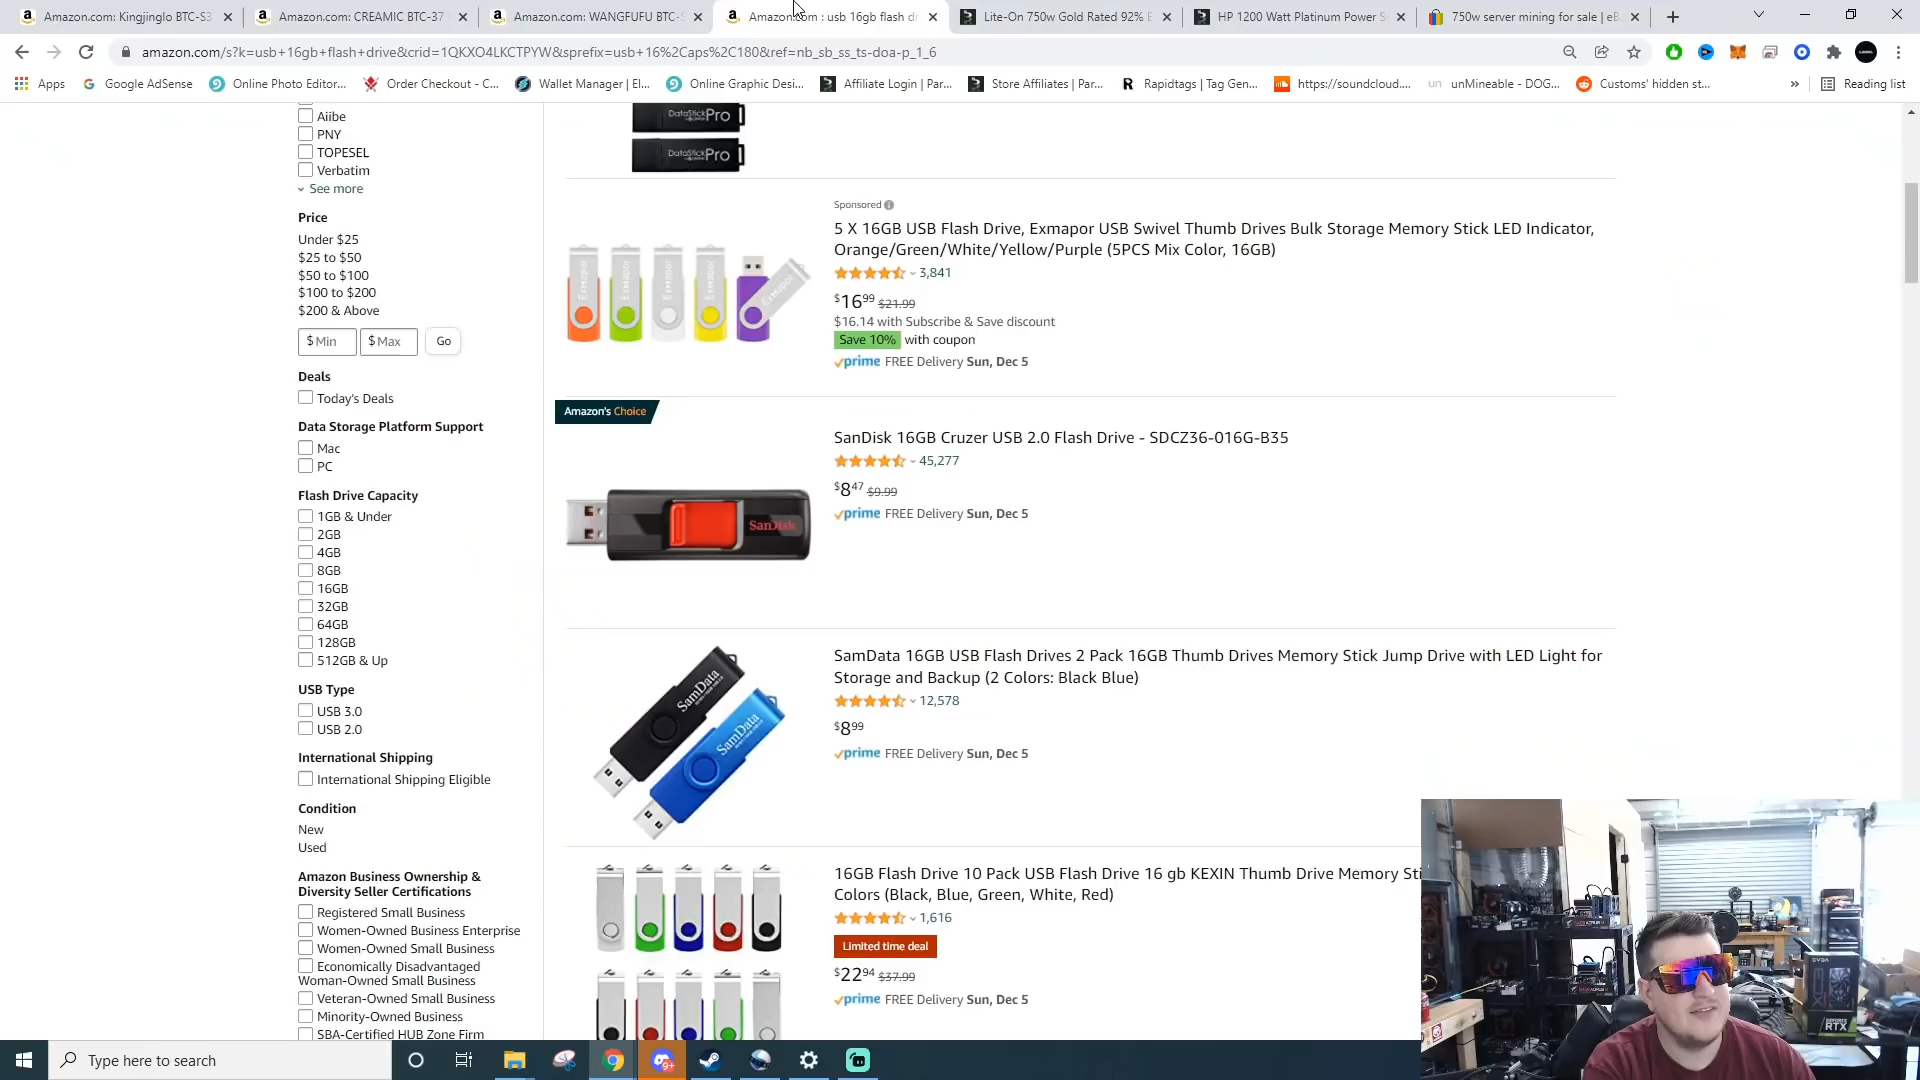 Amazon.com: Kingjinglo BTC-S3
Amazon.com: CREAMIC BTC-37
Amazon.com: WANGFUFU BTC-S
Amazon.com : usb 16gb flash dr
Lite-On 750w Gold Rated 92% E
HP 1200 Watt Platinum Power S
750w server mining for sale | eB
amazon.com/s?k=usb+16gb+flash+drive&crid=1QKXO4LKCTPYW&sprefix=usb+16%2Caps%2C180&ref=nb_sb_ss_ts-doa-p_1_6
Apps
Google AdSense
Online Photo Editor...
Order Checkout - C...
Wallet Manager | El...
Online Graphic Desi...
Affiliate Login | Par...
Store Affiliates | Par...
Rapidtags | Tag Gen...
https://soundcloud....
unMineable - DOG...
Customs' hidden st...
»
Reading list
Aiibe
PNY
TOPESEL
Verbatim
See more
Price
Under $25
$25 to $50
$50 to $100
$100 to $200
$200 & Above
$ Min
$ Max
Go
Deals
Today's Deals
Data Storage Platform Support
Mac
PC
Flash Drive Capacity
1GB & Under
2GB
4GB
8GB
16GB
32GB
64GB
128GB
512GB & Up
USB Type
USB 3.0
USB 2.0
International Shipping
International Shipping Eligible
Condition
New
Used
Amazon Business Ownership &
Diversity Seller Certifications
Registered Small Business
Women-Owned Business Enterprise
Women-Owned Small Business
Economically Disadvantaged
Woman-Owned Small Business
Veteran-Owned Small Business
Minority-Owned Business
SBA-Certified HUB Zone Firm
DataStickPro
DataStickPro
Sponsored
5 X 16GB USB Flash Drive, Exmapor USB Swivel Thumb Drives Bulk Storage Memory Stick LED Indicator,
Orange/Green/White/Yellow/Purple (5PCS Mix Color, 16GB)
3,841
$16.99 $21.99
$16.14 with Subscribe & Save discount
Save 10% with coupon
prime FREE Delivery Sun, Dec 5
Exmapor Exmapor Exmapor Exmapor Exmapor
Amazon's Choice
SanDisk 16GB Cruzer USB 2.0 Flash Drive - SDCZ36-016G-B35
45,277
$8.47 $9.99
prime FREE Delivery Sun, Dec 5
SanDisk
SamData 16GB USB Flash Drives 2 Pack 16GB Thumb Drives Memory Stick Jump Drive with LED Light for
Storage and Backup (2 Colors: Black Blue)
12,578
$8.99
prime FREE Delivery Sun, Dec 5
SamData
SamData
16GB Flash Drive 10 Pack USB Flash Drive 16 gb KEXIN Thumb Drive Memory Sti
Colors (Black, Blue, Green, White, Red)
1,616
Limited time deal
$22.94 $37.99
prime FREE Delivery Sun, Dec 5
EVGA
GEFORCE
RTX
Type here to search
9+